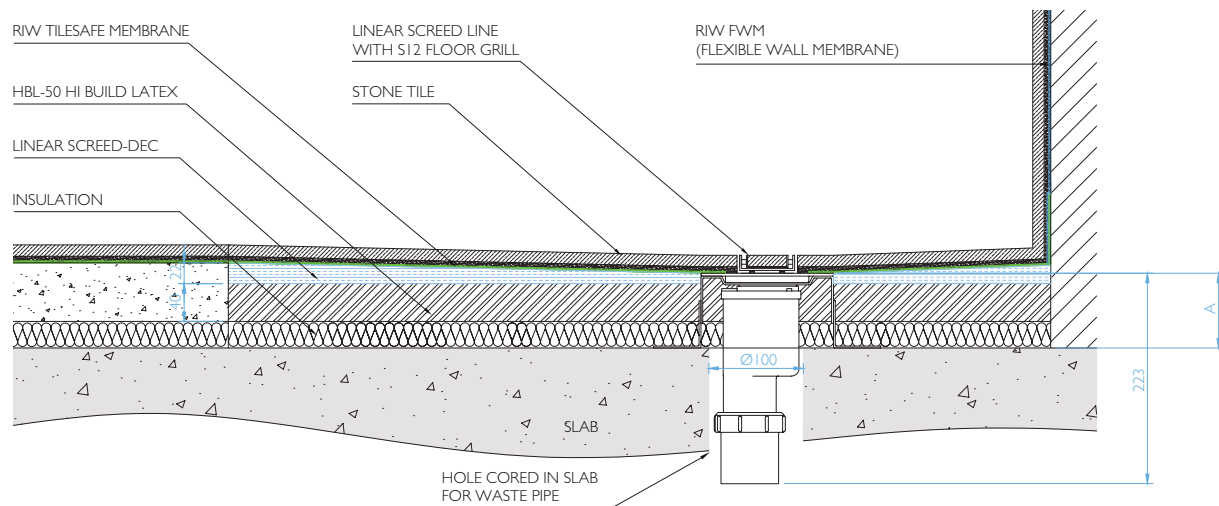 RIW TILESAFE MEMBRANE
LINEAR SCREED LINE
WITH S12 FLOOR GRILL
RIW FWM
(FLEXIBLE WALL MEMBRANE)
HBL-50 HI BUILD LATEX
STONE TILE
LINEAR SCREED-DEC
INSULATION
22
40
A
Ø100
223
SLAB
HOLE CORED IN SLAB
FOR WASTE PIPE